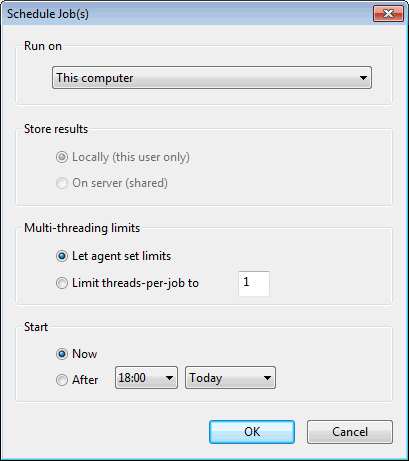 Schedule Job(s)
Run on
This computer
Store results
Locally (this user only)
On server (shared)
Multi-threading limits
Let agent set limits
Limit threads-per-job to 1
Start
Now
After 18:00 Today
OK Cancel